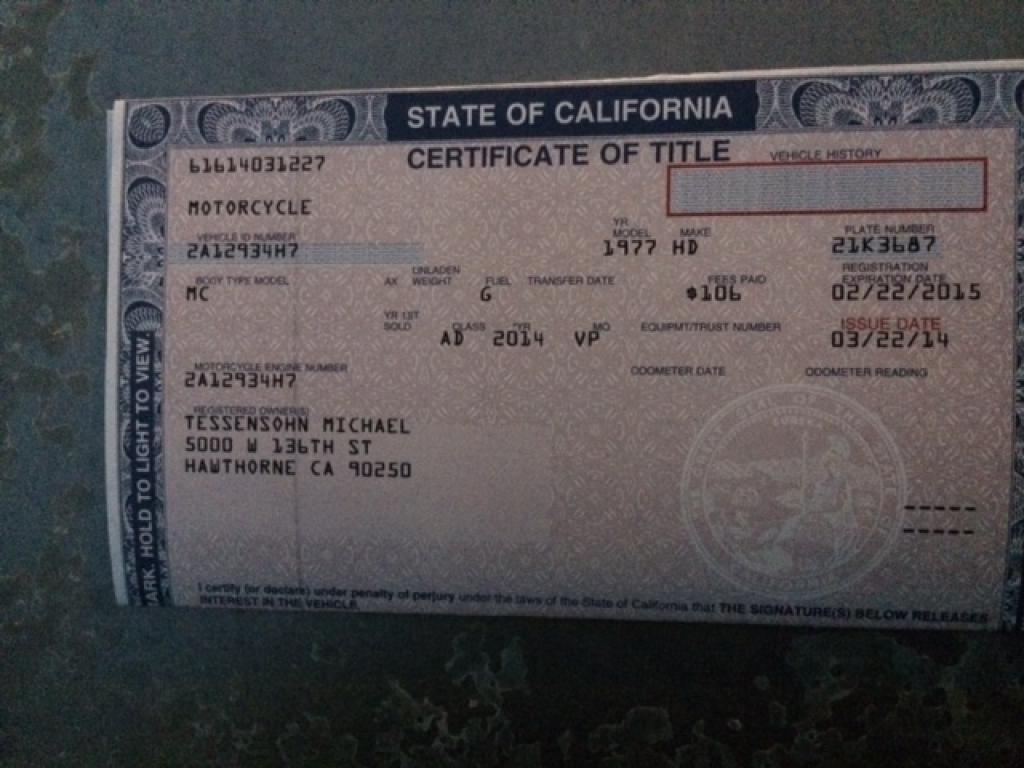 STATE OF CALIFORNIA
CERTIFICATE OF TITLE
61614031227
VEHICLE HISTORY
MOTORCYCLE
VEHICLE ID NUMBER
YR MODEL
MAKE
PLATE NUMBER
2A12934H7
1977 HD
21K3687
BODY TYPE MODEL
AX
UNLADEN WEIGHT
FUEL
TRANSFER DATE
FEES PAID
REGISTRATION EXPIRATION DATE
MC
G
$106
02/22/2015
YR 1ST SOLD
CLASS
YR
MO
EQUIPMT/TRUST NUMBER
ISSUE DATE
AD 2014 VP
03/22/14
MOTORCYCLE ENGINE NUMBER
ODOMETER DATE
ODOMETER READING
2A12934H7
REGISTERED OWNER(S)
TESSENSOHN MICHAEL
5000 W 136TH ST
HAWTHORNE CA 90250
I certify (or declare) under penalty of perjury under the laws of the State of California that THE SIGNATURE(S) BELOW RELEASES
INTEREST IN THE VEHICLE.
ARK. HOLD TO LIGHT TO VIEW.